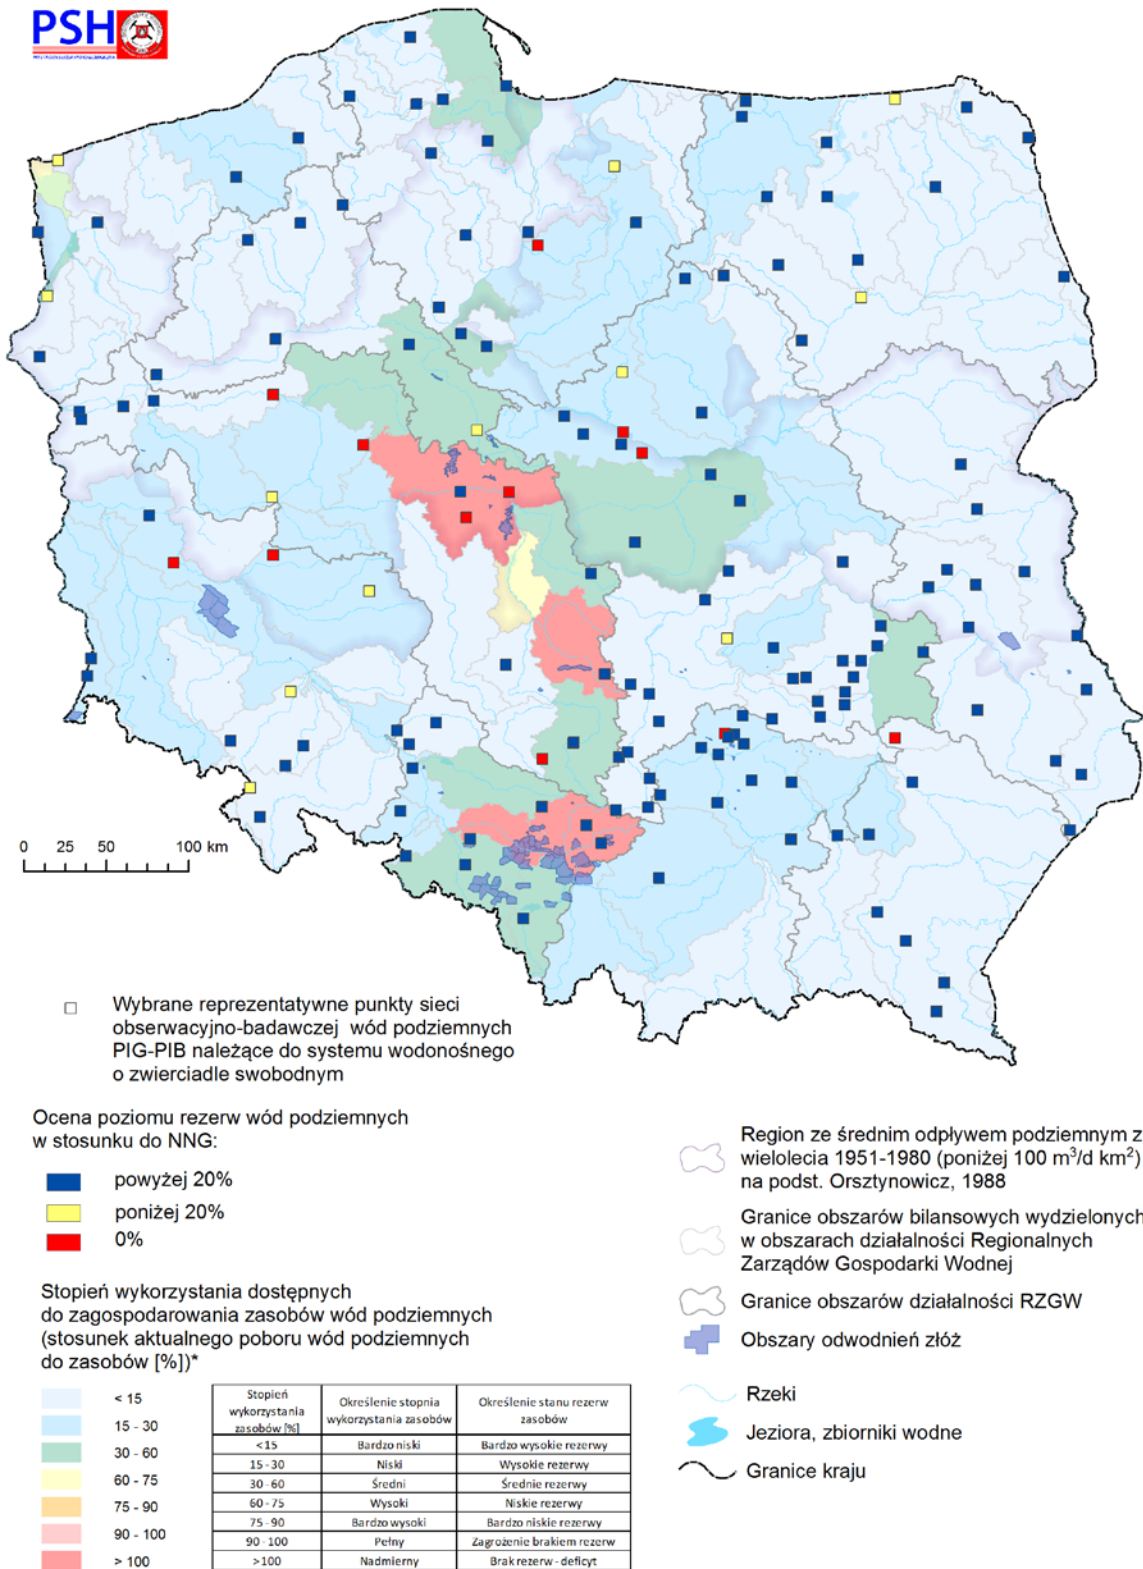 PSH
0 25 50 100 km
Wybrane reprezentatywne punkty sieci
obserwacyjno-badawczej wód podziemnych
PIG-PIB należące do systemu wodonośnego
o zwierciadle swobodnym
Ocena poziomu rezerw wód podziemnych
w stosunku do NNG:
powyżej 20%
poniżej 20%
0%
Stopień wykorzystania dostępnych
do zagospodarowania zasobów wód podziemnych
(stosunek aktualnego poboru wód podziemnych
do zasobów [%])*
< 15
15 - 30
30 - 60
60 - 75
75 - 90
90 - 100
> 100
Stopień
wykorzystania
zasobów [%]
Określenie stopnia
wykorzystania zasobów
Określenie stanu rezerw
zasobów
<15 Bardzo niski Bardzo wysokie rezerwy
15 - 30 Niski Wysokie rezerwy
30 - 60 Średni Średnie rezerwy
60 - 75 Wysoki Niskie rezerwy
75 - 90 Bardzo wysoki Bardzo niskie rezerwy
90 - 100 Pełny Zagrożenie brakiem rezerw
>100 Nadmierny Brak rezerw - deficyt
Region ze średnim odpływem podziemnym z
wielolecia 1951-1980 (poniżej 100 m³/d km²)
na podst. Orsztynowicz, 1988
Granice obszarów bilansowych wydzielonych
w obszarach działalności Regionalnych
Zarządów Gospodarki Wodnej
Granice obszarów działalności RZGW
Obszary odwodnień złóż
Rzeki
Jeziora, zbiorniki wodne
Granice kraju